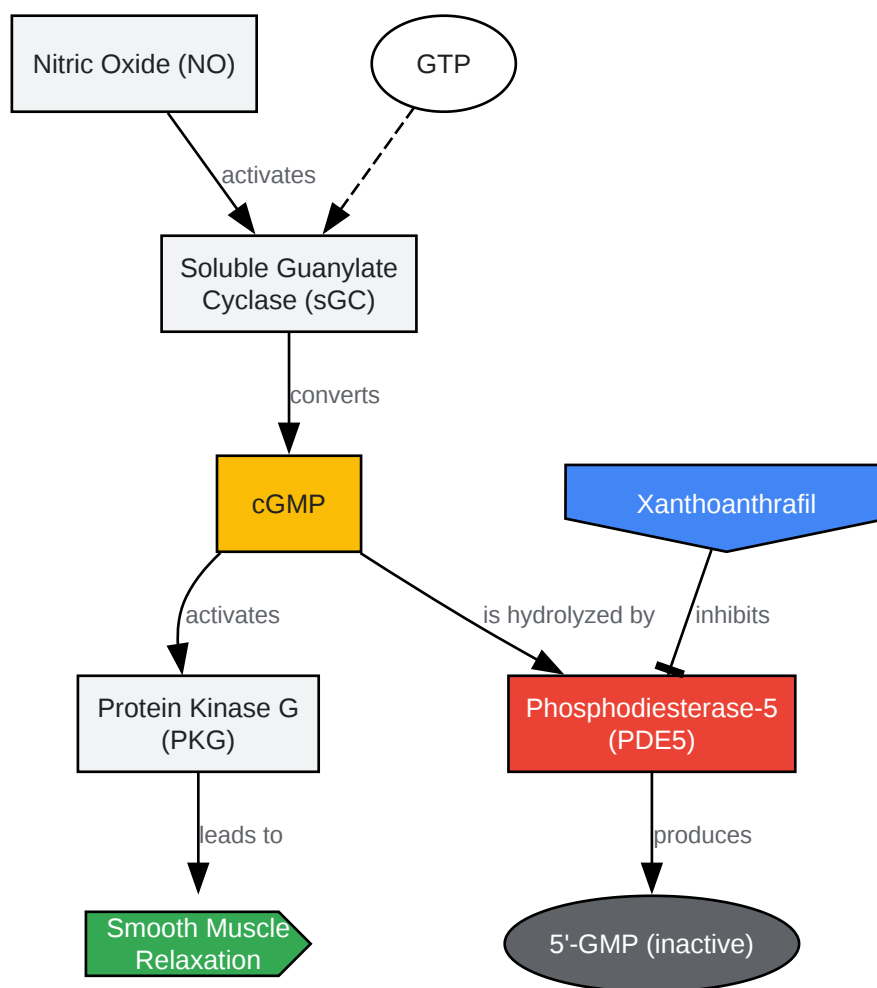 Nitric Oxide (NO)
GTP
activates
Soluble Guanylate
Cyclase (sGC)
converts
cGMP
Xanthoanthrafil
activates
is hydrolyzed by
inhibits
Protein Kinase G
(PKG)
Phosphodiesterase-5
(PDE5)
leads to
produces
Smooth Muscle
Relaxation
5'-GMP (inactive)